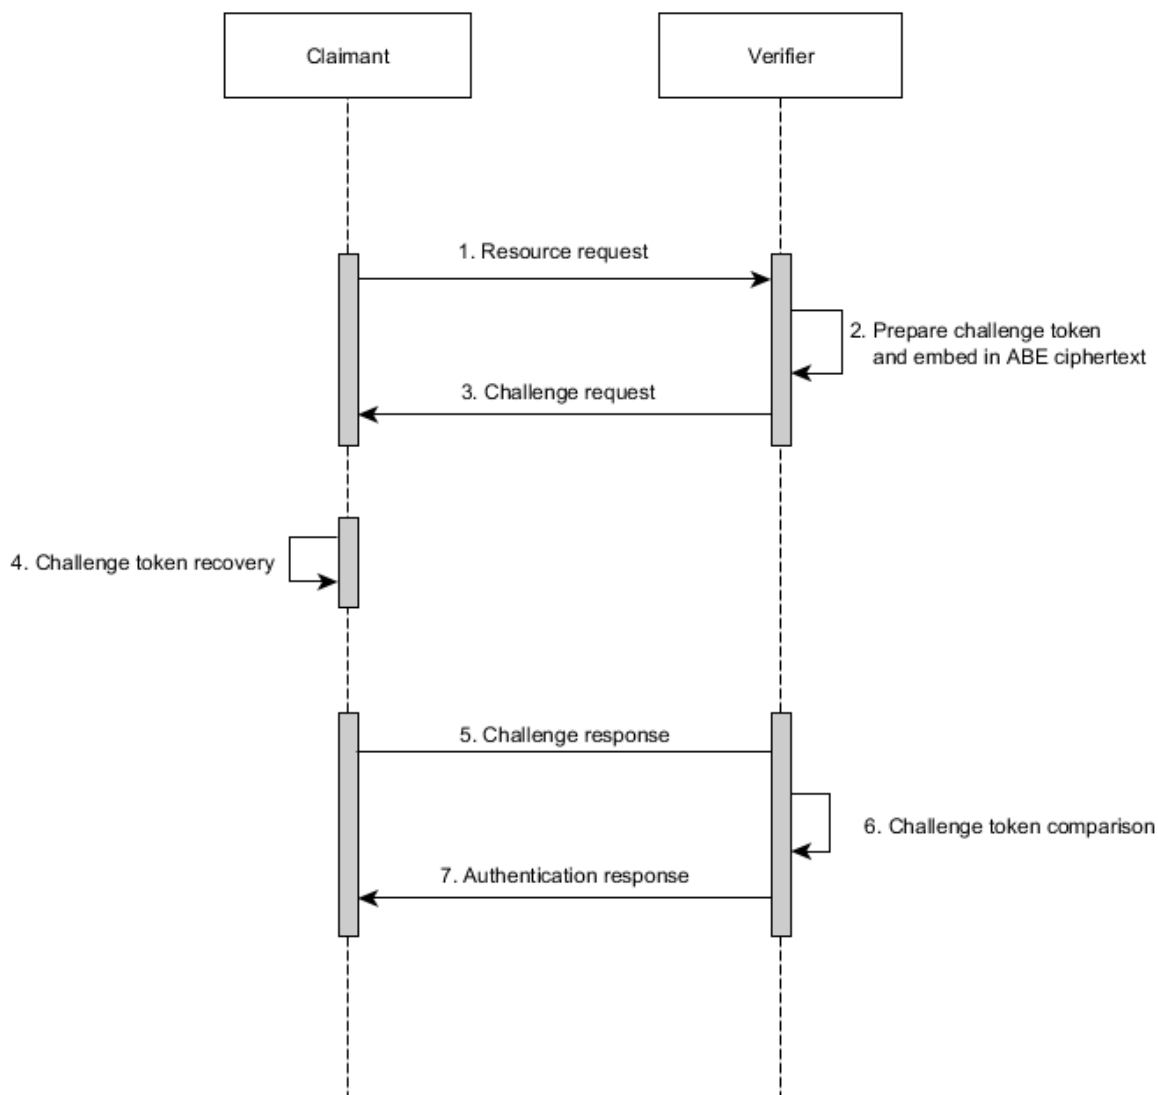 Claimant
Verifier
1. Resource request
2. Prepare challenge token
and embed in ABE ciphertext
3. Challenge request
4. Challenge token recovery
5. Challenge response
6. Challenge token comparison
7. Authentication response